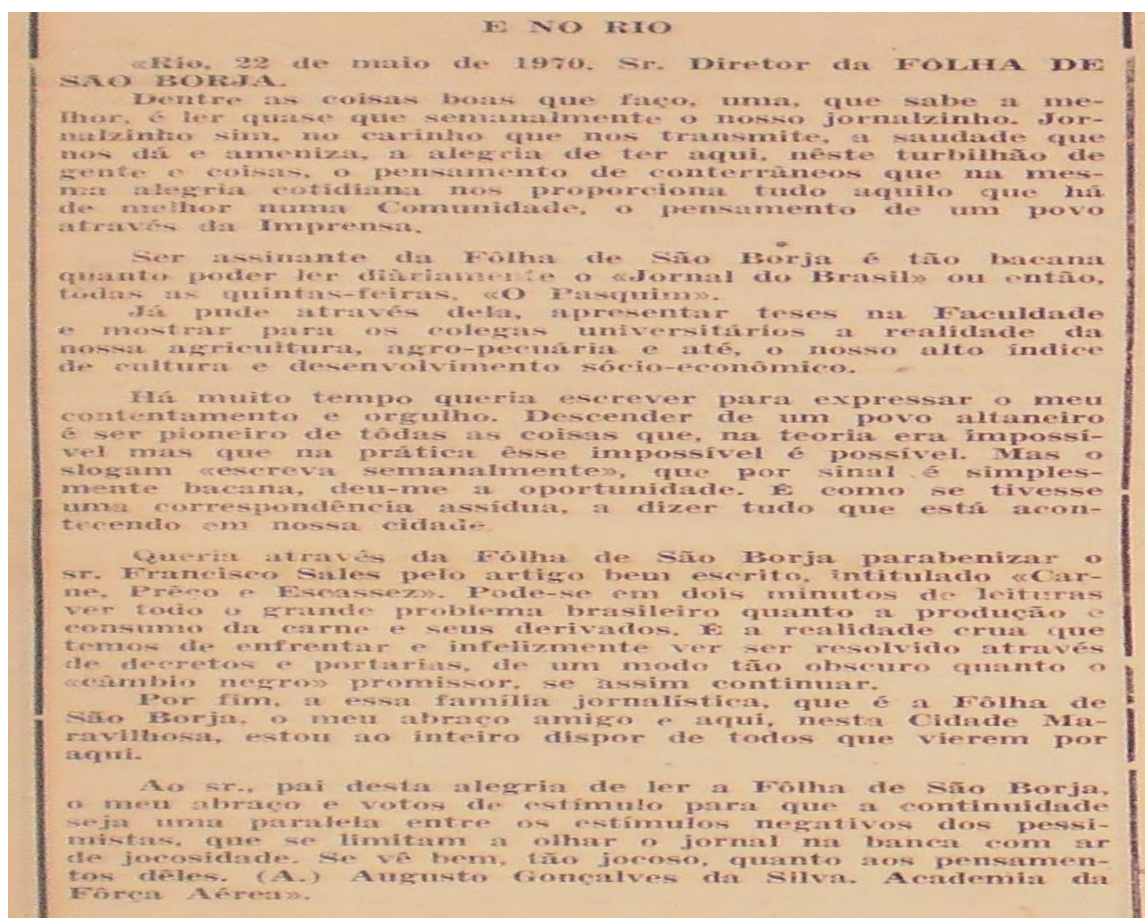 E NO RIO
«Rio, 22 de maio de 1970. Sr. Diretor da FÔLHA DE
SÃO BORJA.
Dentre as coisas boas que faço, uma, que sabe a me-
lhor, é ler quase que semanalmente o nosso jornalzinho. Jor-
nalzinho sim, no carinho que nos transmite, a saudade que
nos dá e ameniza, a alegria de ter aqui, nêste turbilhão de
gente e coisas, o pensamento de conterrâneos que na mes-
ma alegria cotidiana nos proporciona tudo aquilo que há
de melhor numa Comunidade, o pensamento de um povo
através da Imprensa.
Ser assinante da Fôlha de São Borja é tão bacana
quanto poder ler diàriamente o «Jornal do Brasil» ou então,
tôdas as quintas-feiras, «O Pasquim».
Já pude através dela, apresentar teses na Faculdade
e mostrar para os colegas universitários a realidade da
nossa agricultura, agro-pecuária e até, o nosso alto índice
de cultura e desenvolvimento sócio-econômico.
Há muito tempo queria escrever para expressar o meu
contentamento e orgulho. Descender de um povo altaneiro
é ser pioneiro de tôdas as coisas que, na teoria era impossí-
vel mas que na prática êsse impossível é possível. Mas o
slogam «escreva semanalmente», que por sinal é simples-
mente bacana, deu-me a oportunidade. É como se tivesse
uma correspondência assídua, a dizer tudo que está acon-
tecendo em nossa cidade.
Queria através da Fôlha de São Borja parabenizar o
sr. Francisco Sales pelo artigo bem escrito, intitulado «Car-
ne, Prêço e Escassez». Pode-se em dois minutos de leituras
ver todo o grande problema brasileiro quanto a produção e
consumo da carne e seus derivados. É a realidade crua que
temos de enfrentar e infelizmente ver ser resolvido através
de decretos e portarias, de um modo tão obscuro quanto o
«câmbio negro» promissor, se assim continuar.
Por fim, a essa família jornalística, que é a Fôlha de
São Borja, o meu abraço amigo e aqui, nesta Cidade Ma-
ravilhosa, estou ao inteiro dispor de todos que vierem por
aqui.
Ao sr., pai desta alegria de ler a Fôlha de São Borja,
o meu abraço e votos de estímulo para que a continuidade
seja uma paralela entre os estímulos negativos dos pessi-
mistas, que se limitam a olhar o jornal na banca com ar
de jocosidade. Se vê bem, tão jocoso, quanto aos pensamen-
tos dêles. (A.) Augusto Gonçalves da Silva. Academia da
Fôrça Aérea».